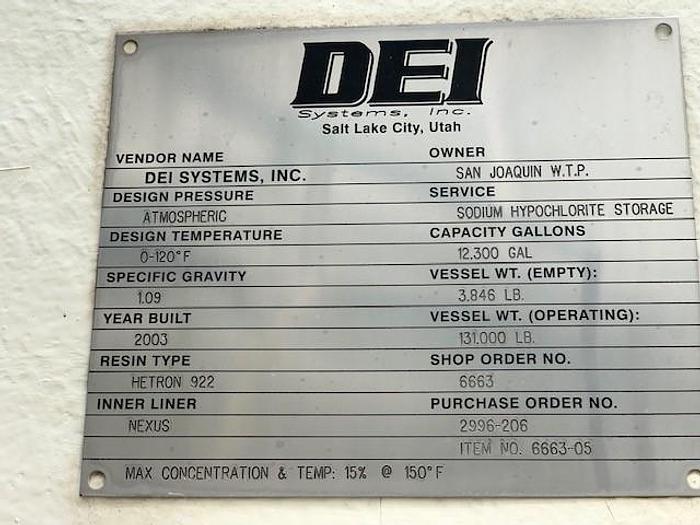 DEI
Systems, Inc.
Salt Lake City, Utah
VENDOR NAME OWNER
DEI SYSTEMS, INC. SAN JOAQUIN W.T.P.
DESIGN PRESSURE SERVICE
ATMOSPHERIC SODIUM HYPOCHLORITE STORAGE
DESIGN TEMPERATURE CAPACITY GALLONS
0-120°F 12.300 GAL
SPECIFIC GRAVITY VESSEL WT. (EMPTY):
1.09 3.846 LB.
YEAR BUILT VESSEL WT. (OPERATING):
2003 131.000 LB.
RESIN TYPE SHOP ORDER NO.
HETRON 922 6663
INNER LINER PURCHASE ORDER NO.
NEXUS 2996-206
ITEM NO. 6663-05
MAX CONCENTRATION & TEMP: 15% @ 150°F